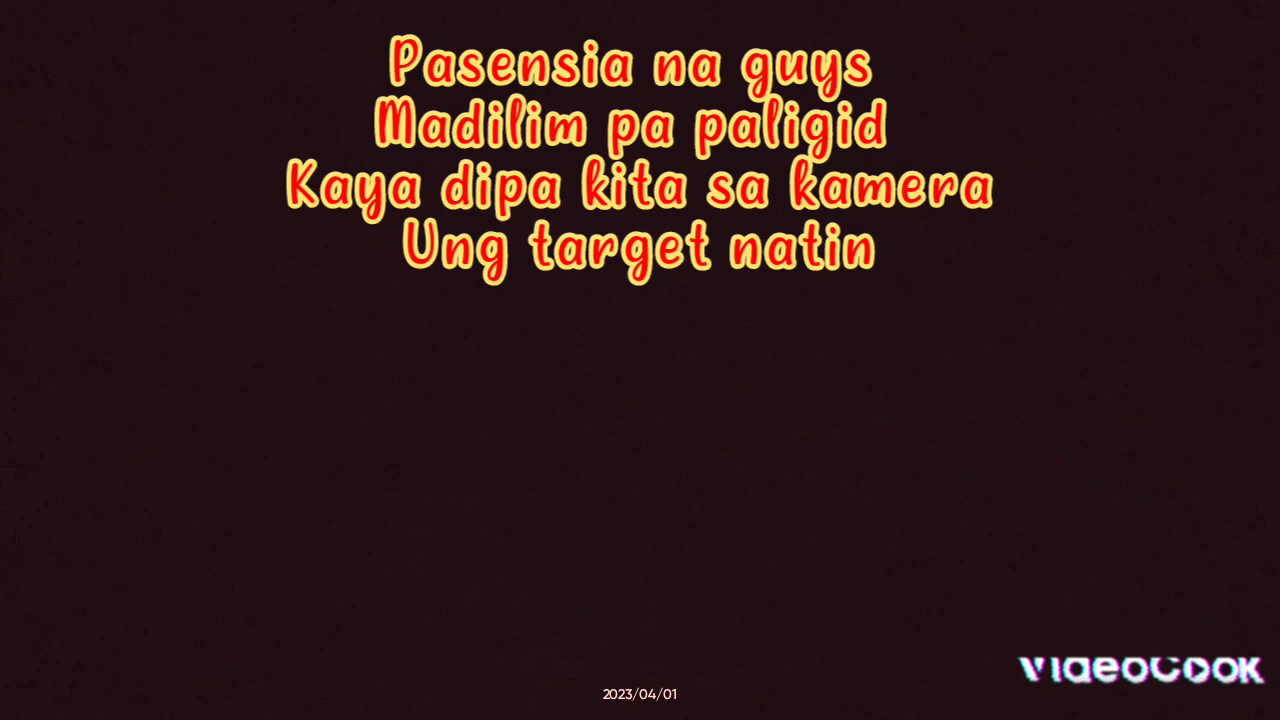 Pasensia na guys
Madilim pa paligid
Kaya dipa kita sa kamera
Ung target natin
VIDEOCOOK
2023/04/01